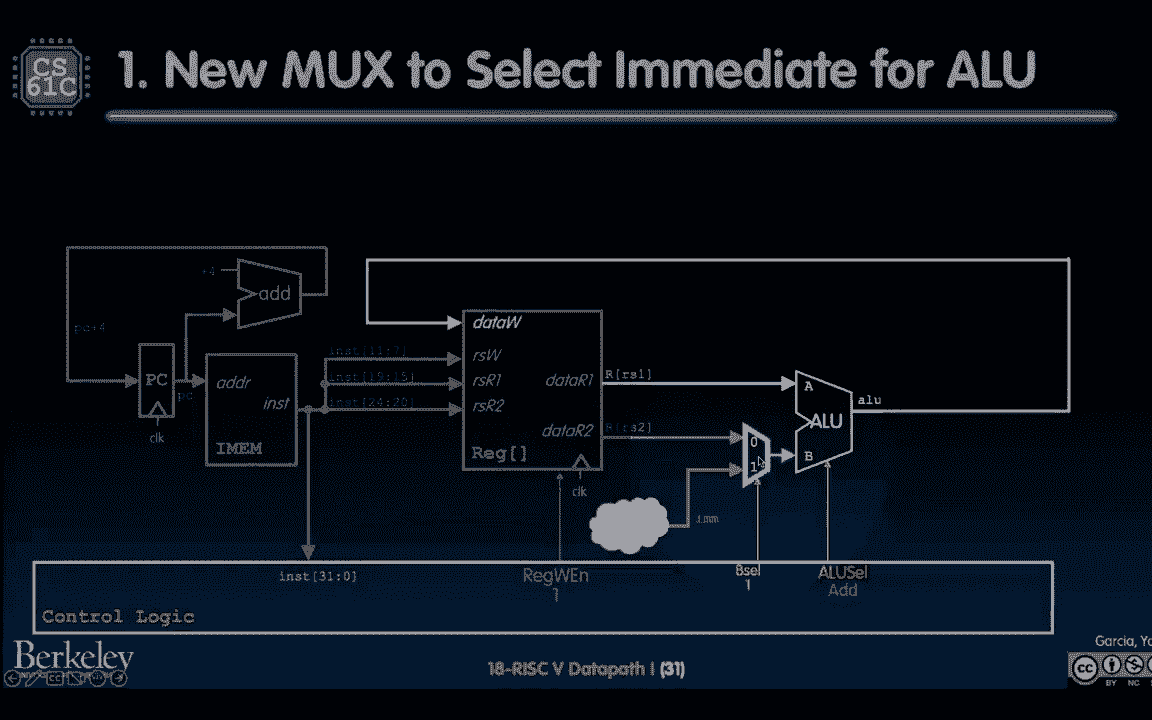 CS
61C
1. New MUX to Select Immediate for ALU
+4
add
pc+4
PC
pc
clk
addr
inst
IMEM
inst[11:7]
inst[19:15]
inst[24:20]
dataW
rsW
rsR1
rsR2
dataR1
dataR2
Reg[]
clk
R[rs1]
R[rs2]
imm
0
1
A
B
ALU
alu
inst[31:0]
RegWEn
1
Bsel
1
ALUSel
Add
Control Logic
Berkeley
18-RISC V Datapath I (31)
Garcia,
cc
BY NC